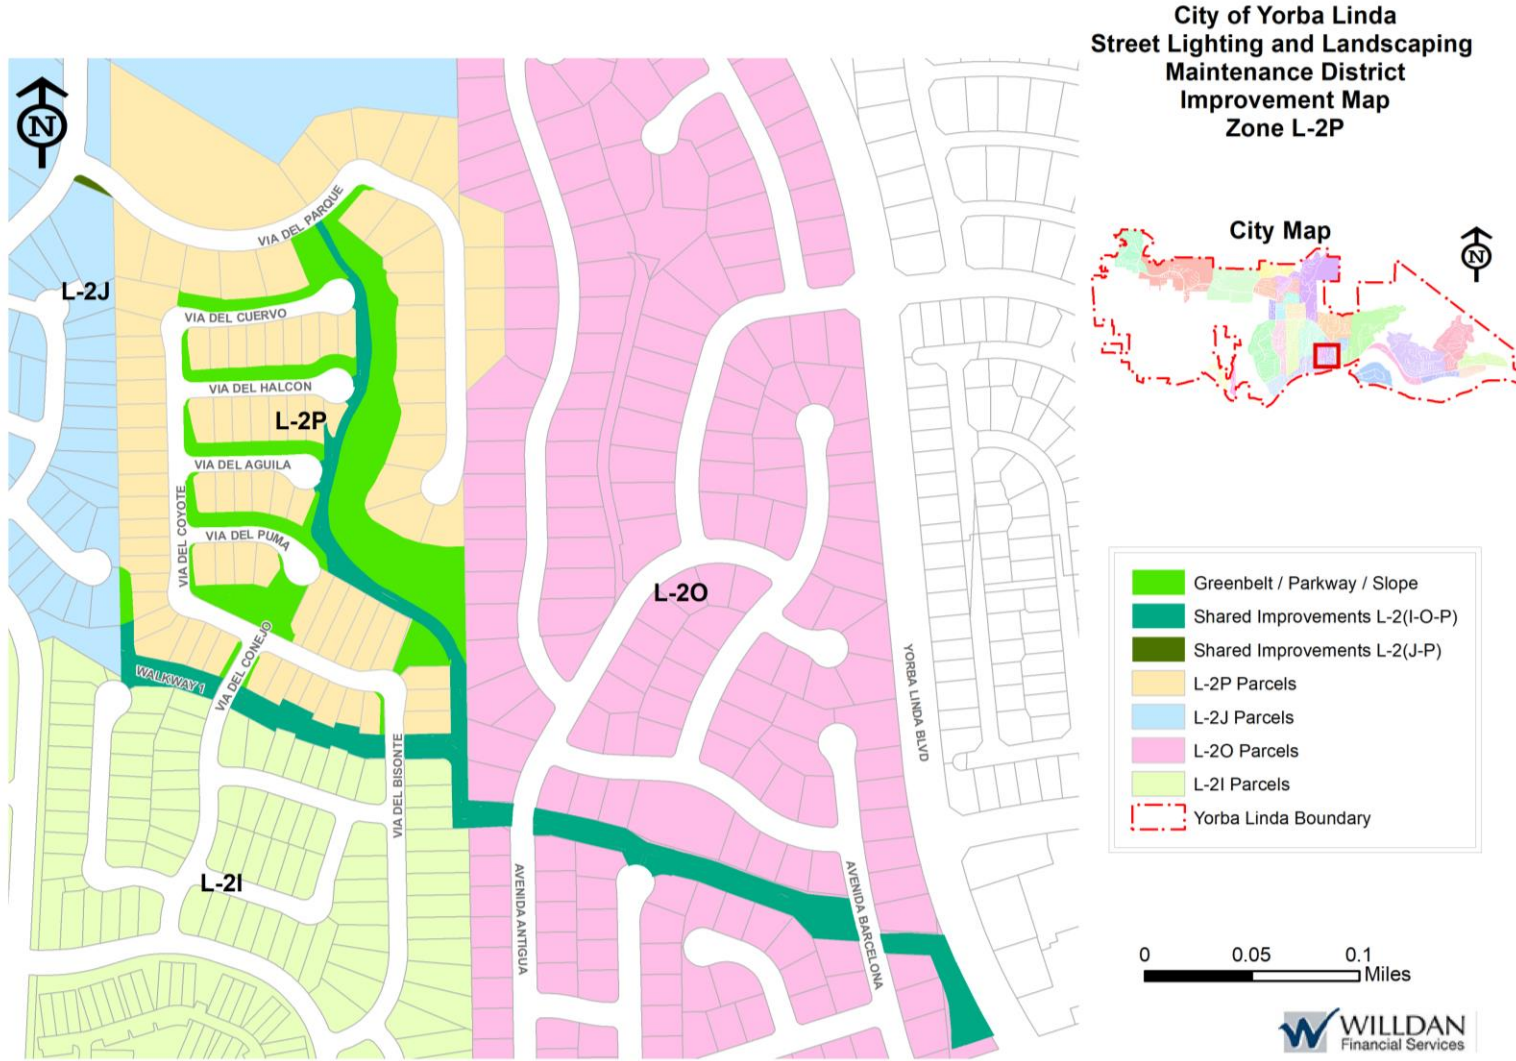 City of Yorba Linda
Street Lighting and Landscaping
Maintenance District
Improvement Map
Zone L-2P
N
City Map
N
VIA DEL PARQUE
L-2J
VIA DEL CUERVO
VIA DEL HALCON
L-2P
VIA DEL AGUILA
VIA DEL COYOTE
VIA DEL PUMA
L-2O
VIA DEL CONEJO
WALKWAY 1
YORBA LINDA BLVD
VIA DEL BISONTE
L-2I
AVENIDA ANTIGUA
AVENIDA BARCELONA
Greenbelt / Parkway / Slope
Shared Improvements L-2(I-O-P)
Shared Improvements L-2(J-P)
L-2P Parcels
L-2J Parcels
L-2O Parcels
L-2I Parcels
Yorba Linda Boundary
0 0.05 0.1
Miles
W WILLDAN
Financial Services